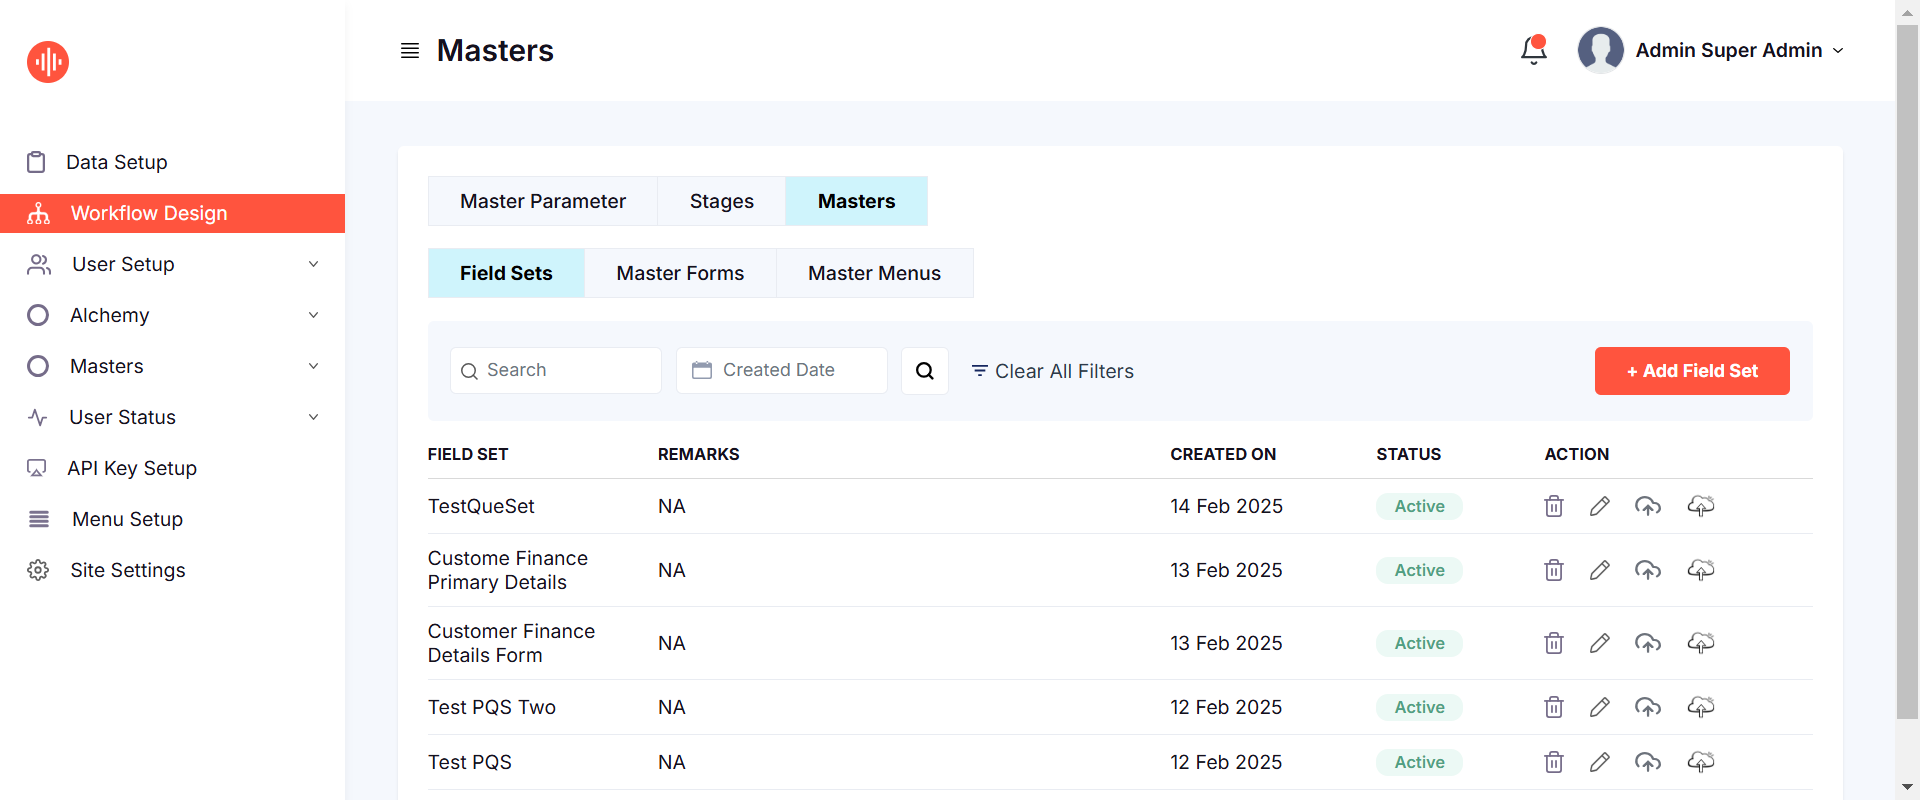 Masters
Admin Super Admin
Data Setup
Workflow Design
User Setup
Alchemy
Masters
User Status
API Key Setup
Menu Setup
Site Settings
Master Parameter Stages Masters
Field Sets Master Forms Master Menus
Search Created Date Clear All Filters + Add Field Set
FIELD SET REMARKS CREATED ON STATUS ACTION
TestQueSet NA 14 Feb 2025 Active
Custome Finance
Primary Details NA 13 Feb 2025 Active
Customer Finance
Details Form NA 13 Feb 2025 Active
Test PQS Two NA 12 Feb 2025 Active
Test PQS NA 12 Feb 2025 Active